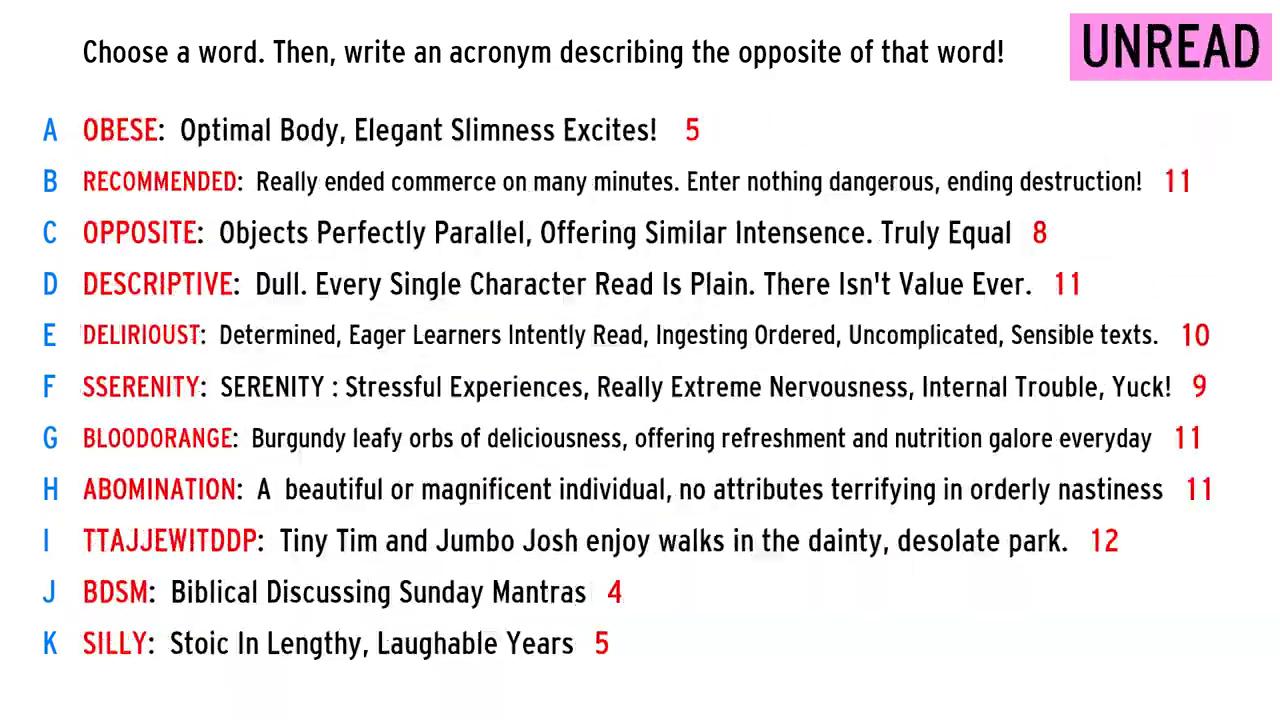 Choose a word. Then, write an acronym describing the opposite of that word!
UNREAD
A OBESE: Optimal Body, Elegant Slimness Excites! 5
B RECOMMENDED: Really ended commerce on many minutes. Enter nothing dangerous, ending destruction! 11
C OPPOSITE: Objects Perfectly Parallel, Offering Similar Intensence. Truly Equal 8
D DESCRIPTIVE: Dull. Every Single Character Read Is Plain. There Isn't Value Ever. 11
E DELIRIOUST: Determined, Eager Learners Intently Read, Ingesting Ordered, Uncomplicated, Sensible texts. 10
F SSERENITY: SERENITY : Stressful Experiences, Really Extreme Nervousness, Internal Trouble, Yuck! 9
G BLOODORANGE: Burgundy leafy orbs of deliciousness, offering refreshment and nutrition galore everyday 11
H ABOMINATION: A beautiful or magnificent individual, no attributes terrifying in orderly nastiness 11
I TTAJJEWITDDP: Tiny Tim and Jumbo Josh enjoy walks in the dainty, desolate park. 12
J BDSM: Biblical Discussing Sunday Mantras 4
K SILLY: Stoic In Lengthy, Laughable Years 5